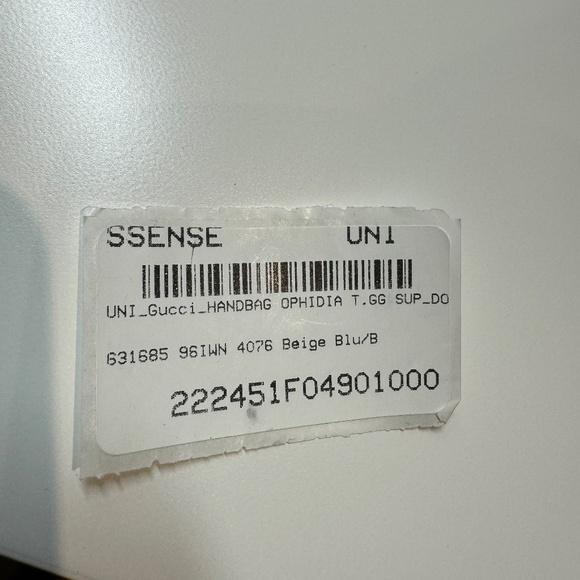 SSENSE UNI
UNI_Gucci_HANDBAG OPHIDIA T.GG SUP_DO
631685 96IWN 4076 Beige Blu/B
222451F04901000